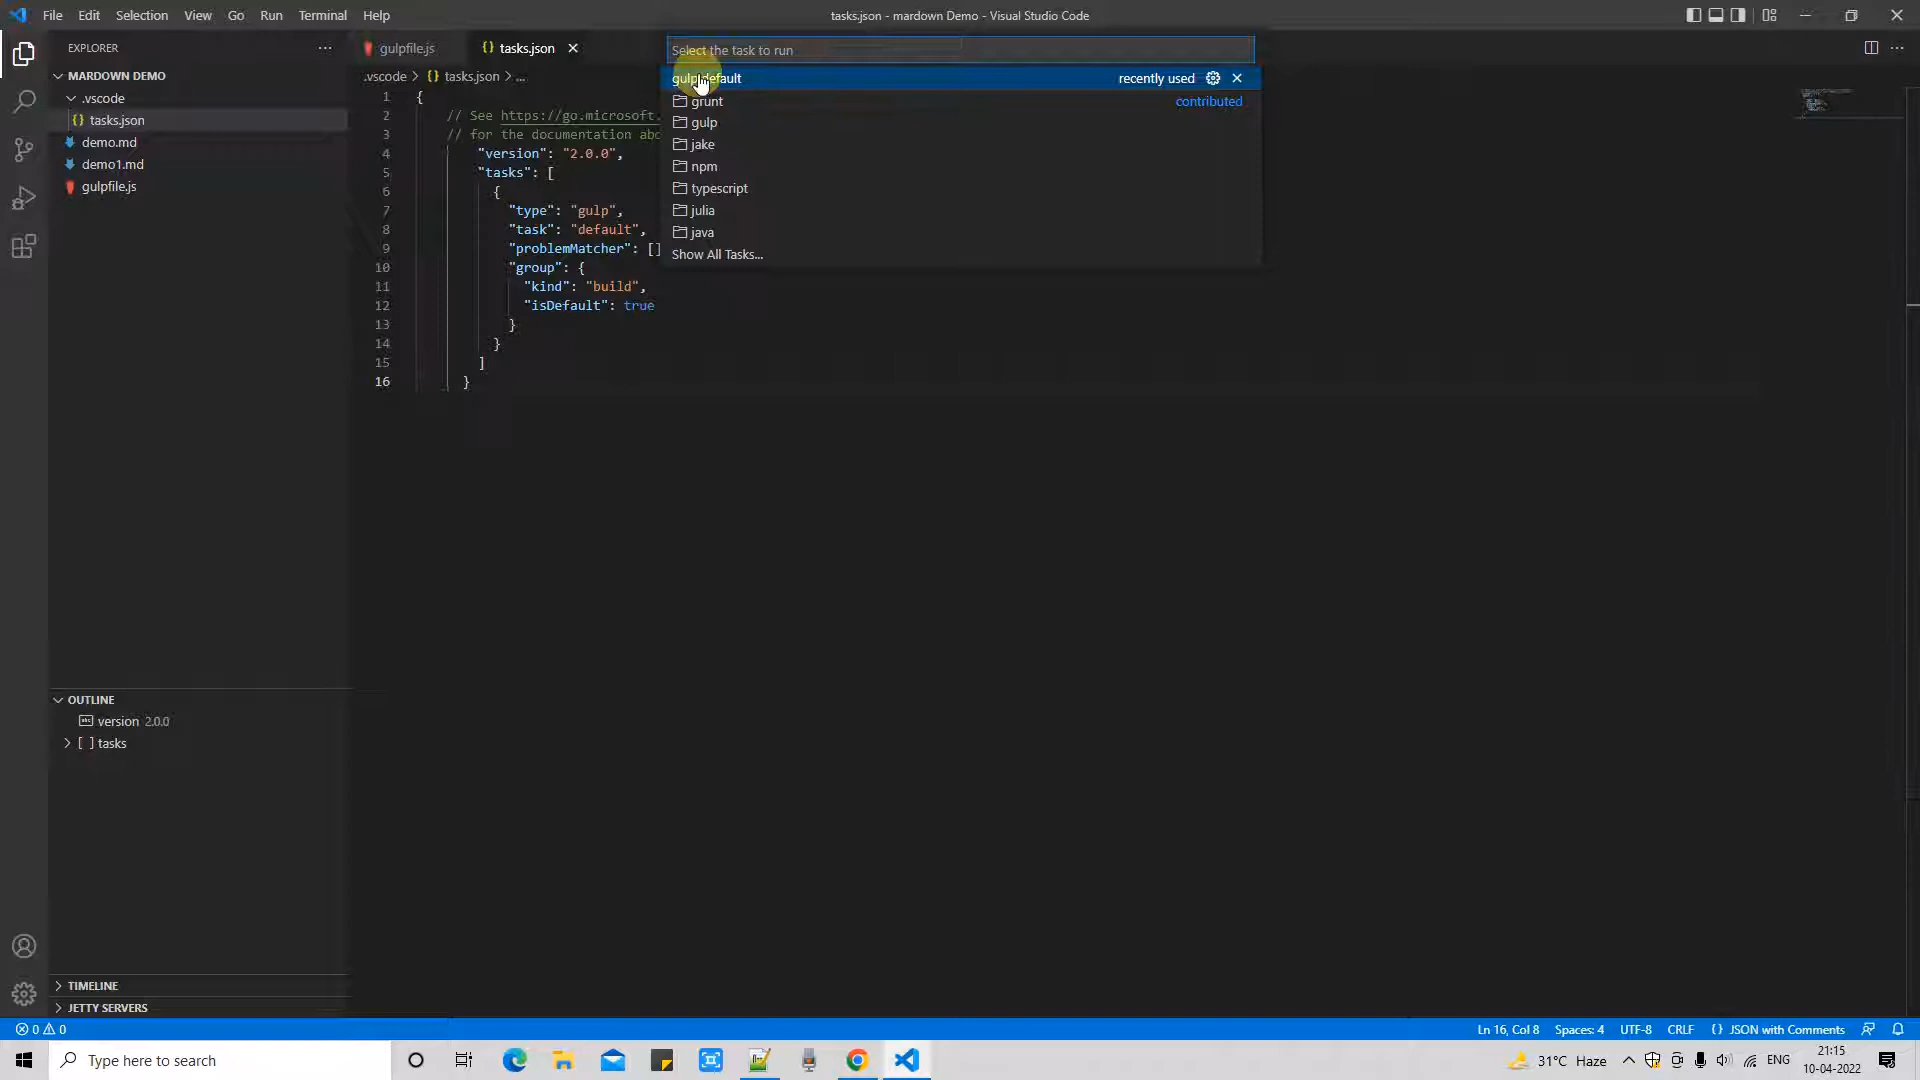 File Edit Selection View Go Run Terminal Help
tasks.json - mardown Demo - Visual Studio Code
EXPLORER
MARDOWN DEMO
.vscode
{} tasks.json
demo.md
demo1.md
gulpfile.js
OUTLINE
version 2.0.0
[ ] tasks
TIMELINE
JETTY SERVERS
gulpfile.js
{} tasks.json
.vscode > {} tasks.json > ...
Select the task to run
recently used
grunt contributed
gulp
jake
npm
typescript
julia
java
Show All Tasks...
1 {
2 // See https://go.microsoft.
3 // for the documentation
4 "version": "2.0.0",
5 "tasks": [
6 {
7 "type": "gulp",
8 "task": "default",
9 "problemMatcher": []
10 "group": {
11 "kind": "build",
12 "isDefault": true
13 }
14 }
15 ]
16 }
0 0
Ln 16, Col 8 Spaces: 4 UTF-8 CRLF {} JSON with Comments
Type here to search
31°C Haze
ENG
21:15
10-04-2022